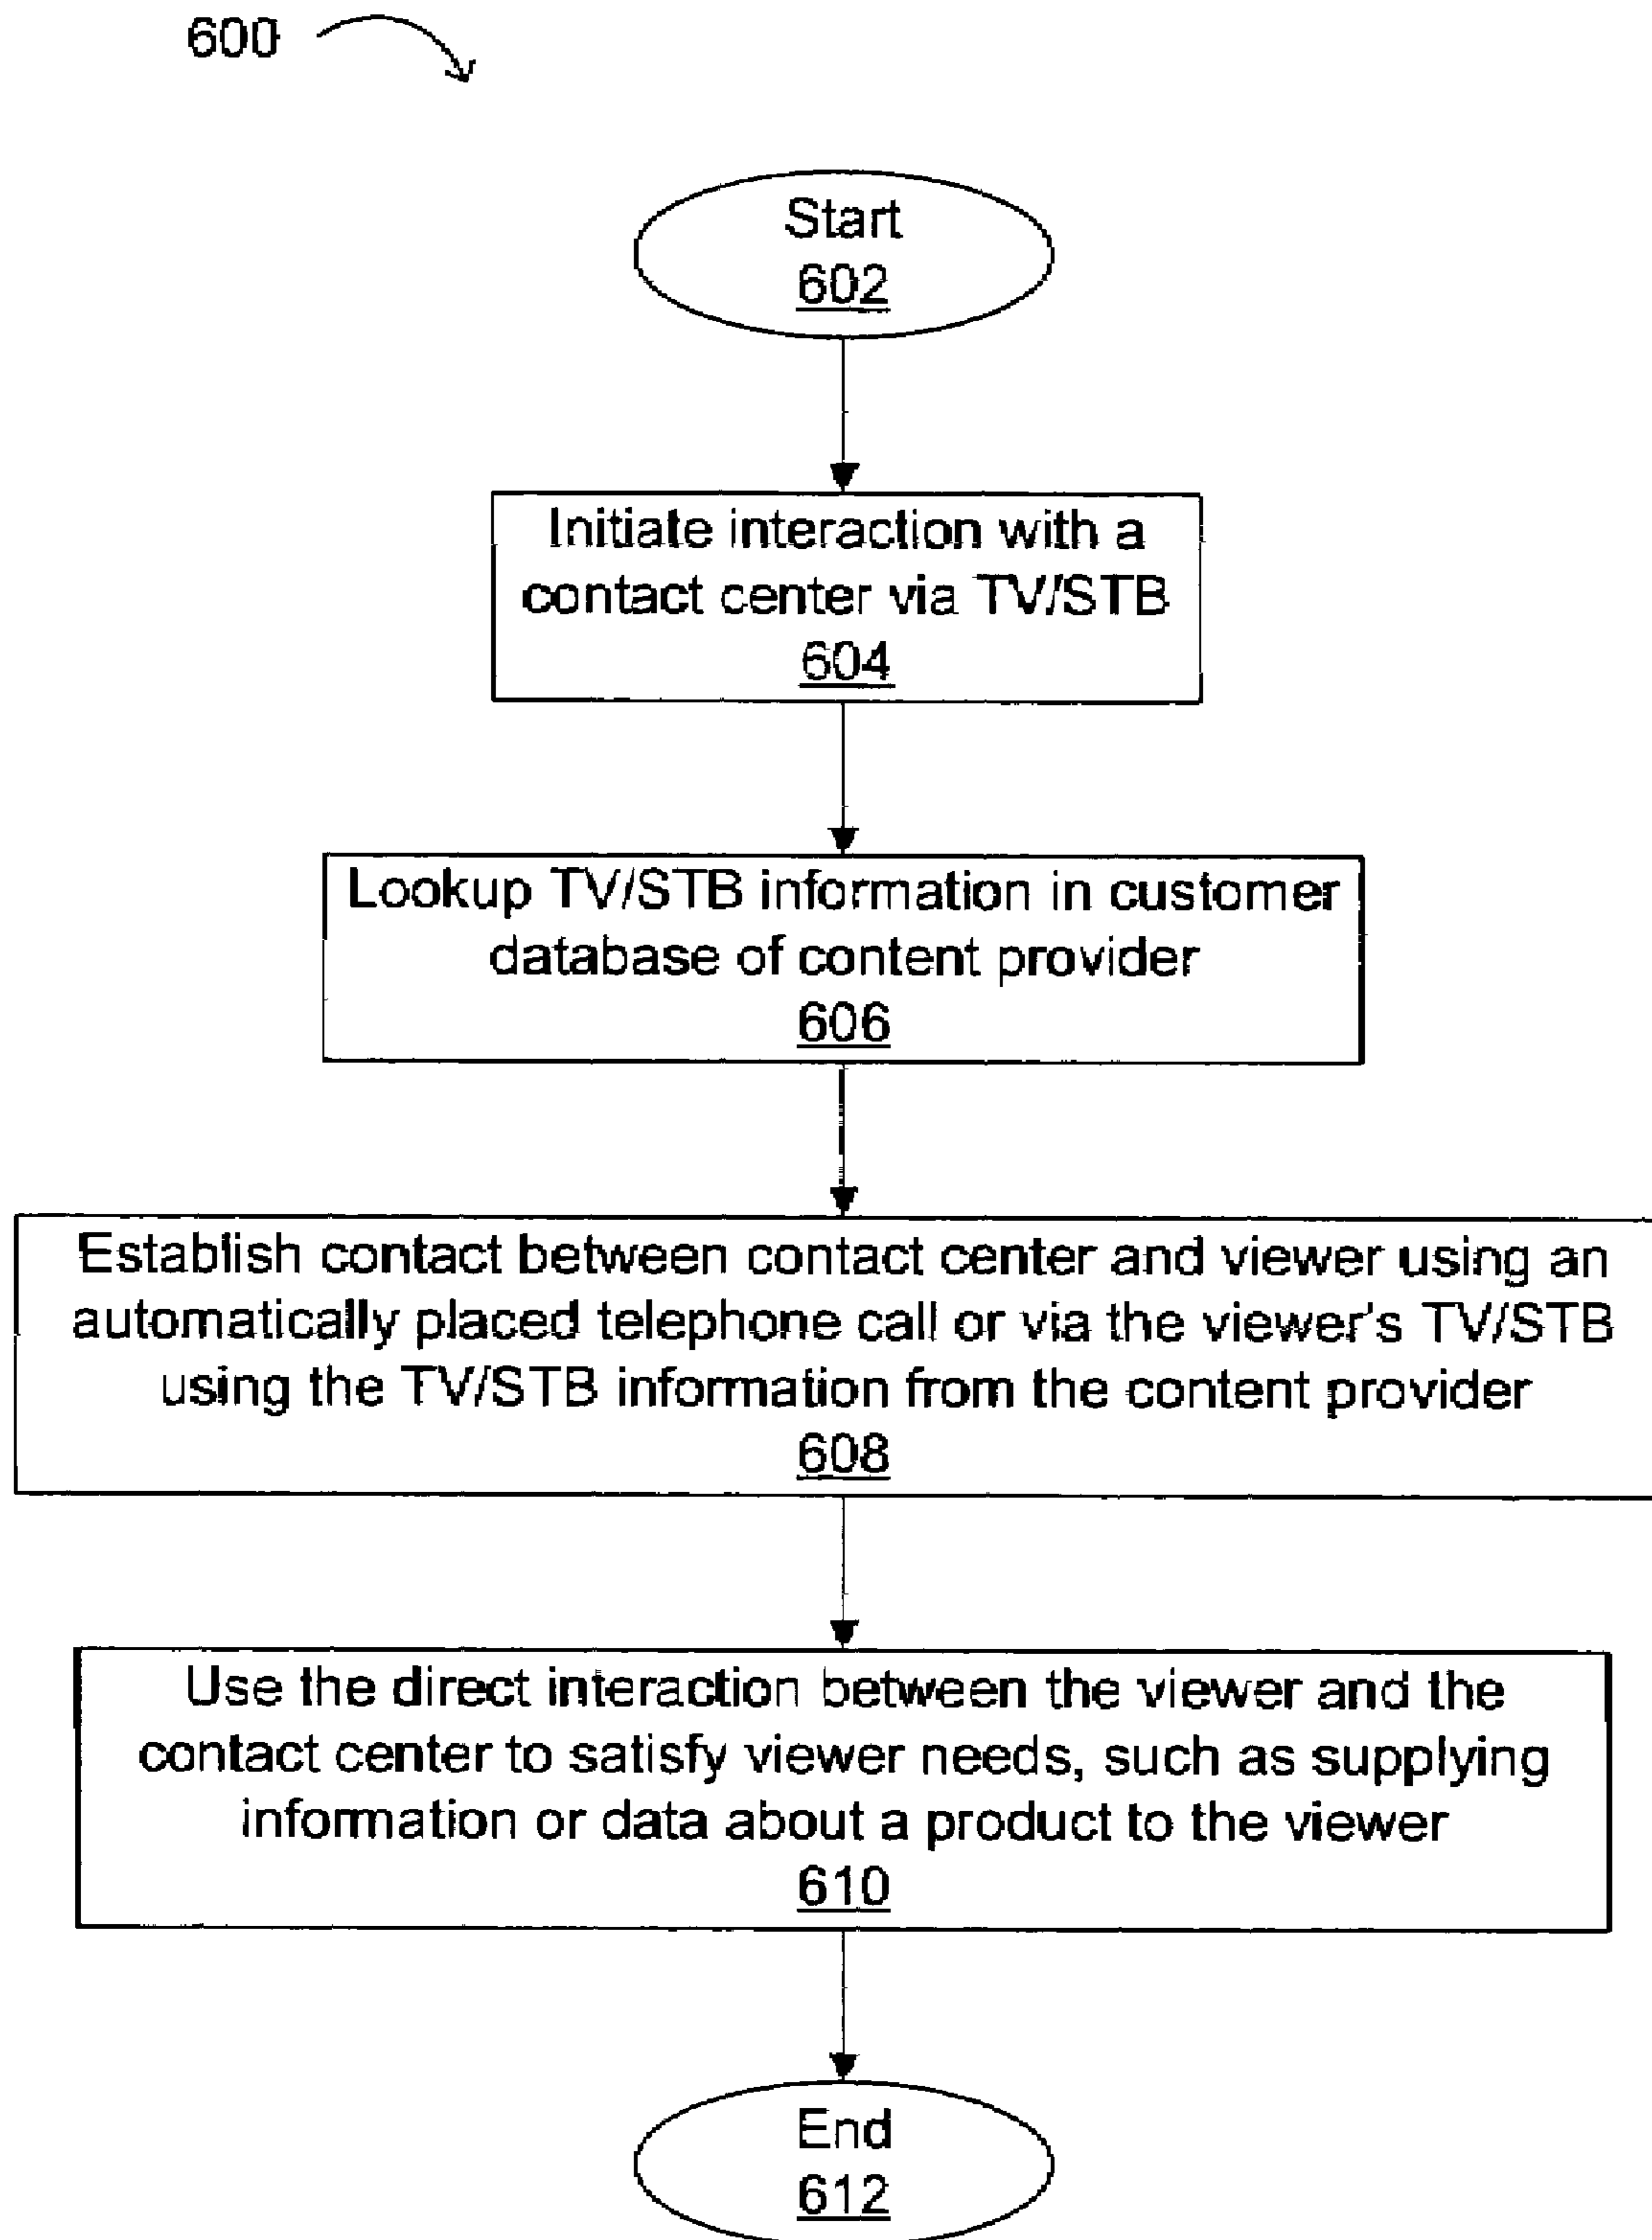 600
Start
602
Initiate interaction with a
contact center via TV/STB
604
Lookup TV/STB information in customer
database of content provider
606
Establish contact between contact center and viewer using an
automatically placed telephone call or via the viewer's TV/STB
using the TV/STB information from the content provider
608
Use the direct interaction between the viewer and the
contact center to satisfy viewer needs, such as supplying
information or data about a product to the viewer
610
End
612